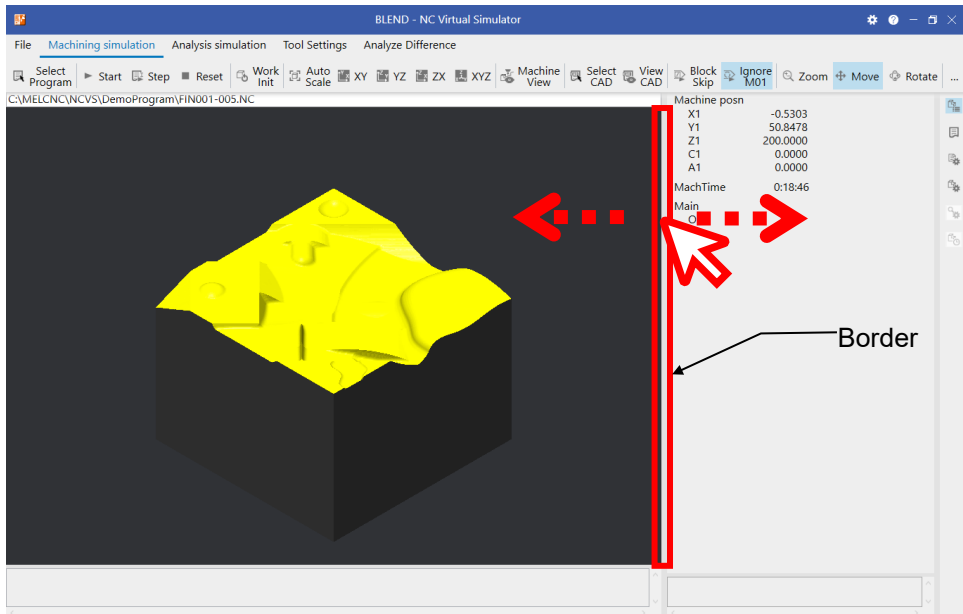 BLEND - NC Virtual Simulator
File Machining simulation Analysis simulation Tool Settings Analyze Difference
Select Program Start Step Reset Work Init Auto Scale XY YZ ZX XYZ Machine View Select CAD View CAD Block Skip Ignore M01 Zoom Move Rotate ...
C:\MELCNC\NCVS\DemoProgram\FIN001-005.NC
Machine posn
X1 -0.5303
Y1 50.8478
Z1 200.0000
C1 0.0000
A1 0.0000
MachTime 0:18:46
Main
Border